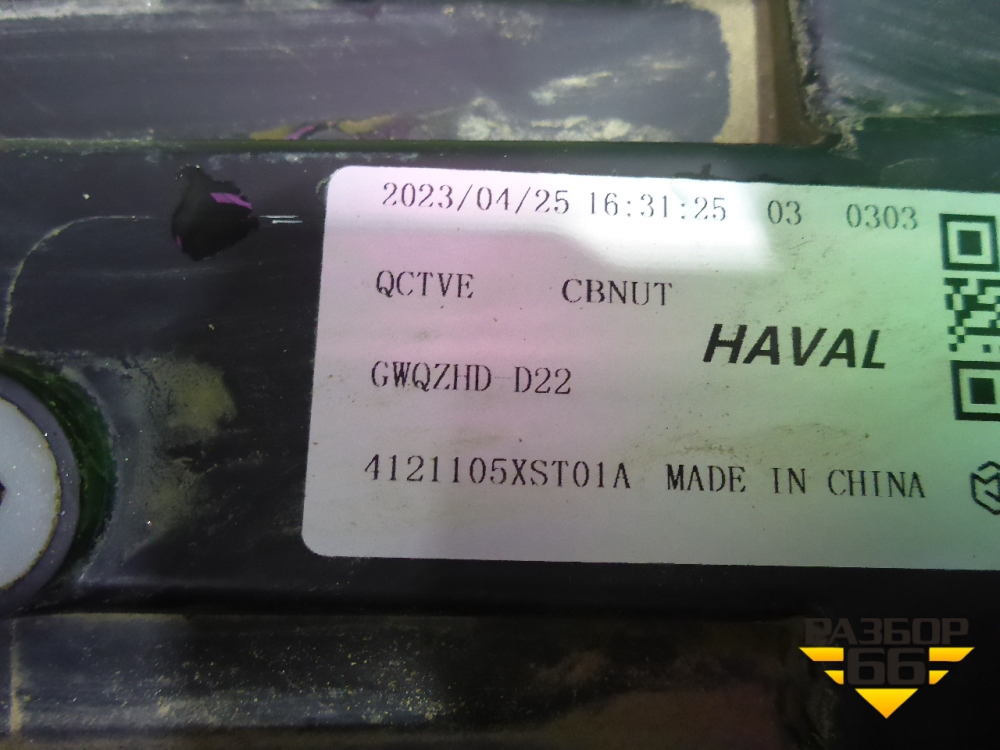 2023/04/25 16:31:25 03 0303
QCTVE CBNUT
HAVAL
GWQZHD D22
4121105XST01A MADE IN CHINA
РАЗБОР
66